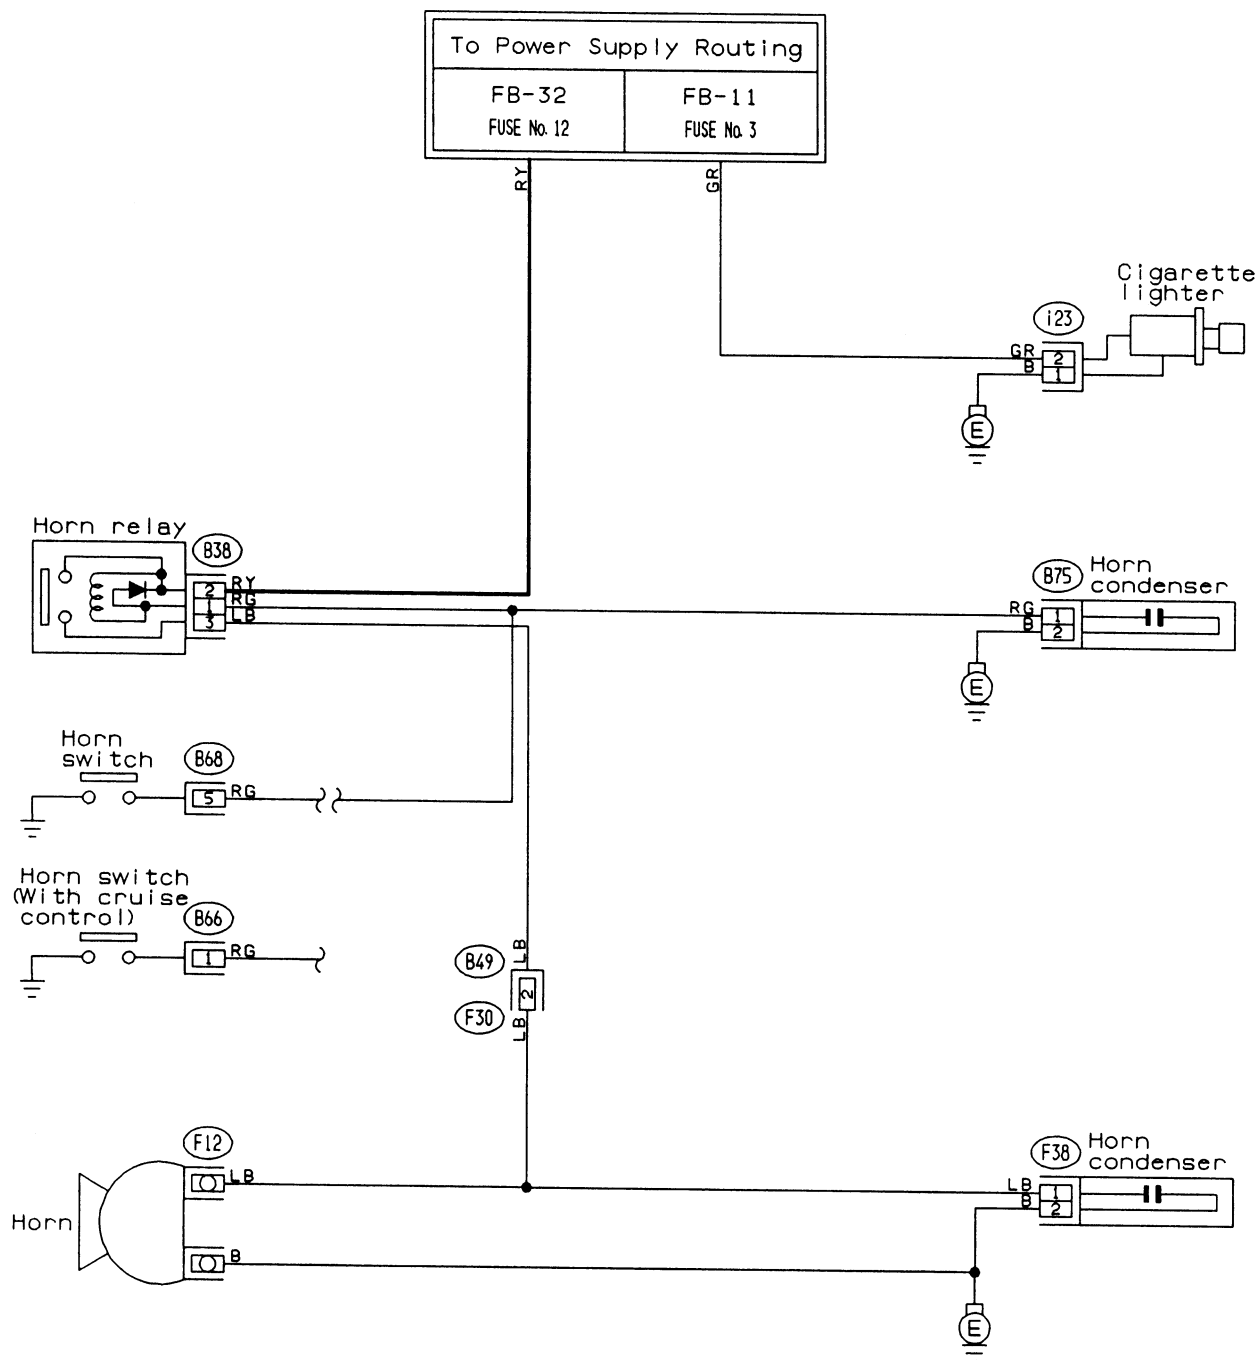 To Power Supply Routing
FB-32
FUSE No. 12
FB-11
FUSE No. 3
RY
GR
Cigarette
lighter
i23
GR
B
2
1
E
Horn relay
B38
2
1
3
RY
RG
LB
B75
Horn
condenser
RG
B
1
2
E
Horn
switch
B68
5
RG
Horn switch
(With cruise
control)
B66
1
RG
B49
LB
2
F30
LB
F12
LB
Horn
B
F38
Horn
condenser
LB
B
1
2
E